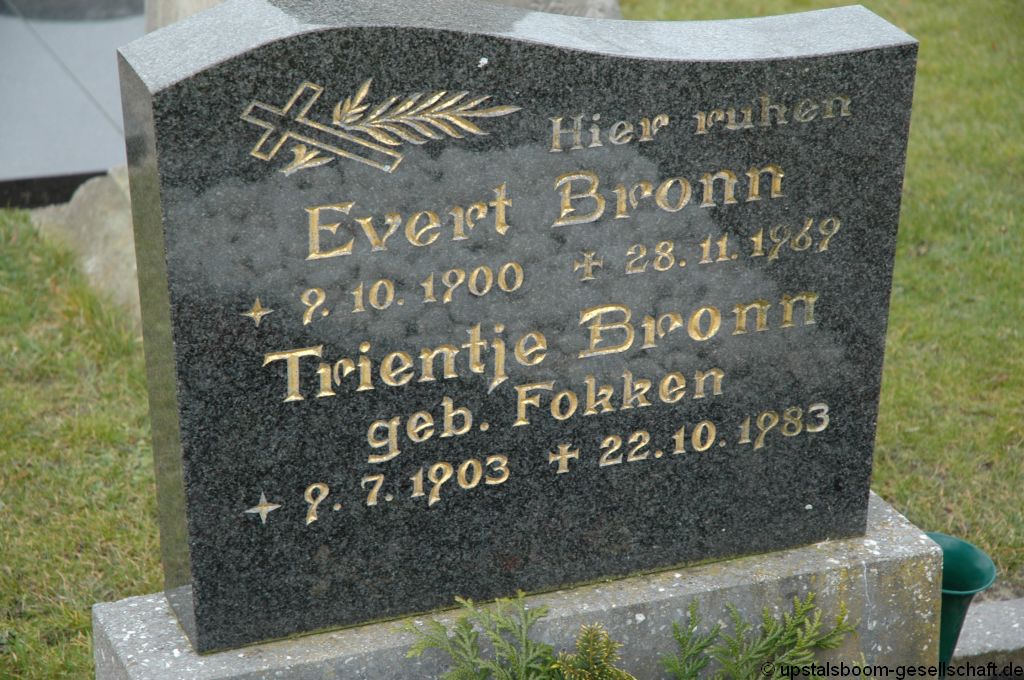 Hier ruhen
Evert Bronn
9. 10. 1900 28. 11. 1969
Trientje Bronn
geb. Fokken
9. 7. 1903 22. 10. 1983
© upstalsboom-gesellschaft.de